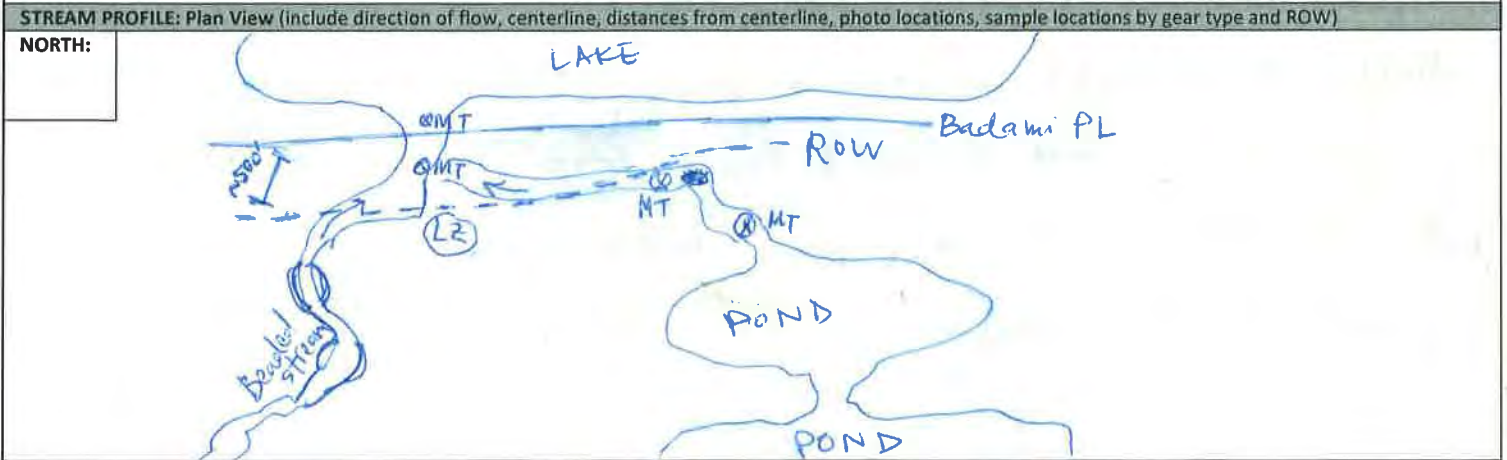 STREAM PROFILE: Plan View (include direction of flow, centerline, distances from centerline, photo locations, sample locations by gear type and ROW)
NORTH:
LAKE
MT
Badami PL
ROW
~500'
MT
MT
MT
LZ
POND
Beaded
stream
POND